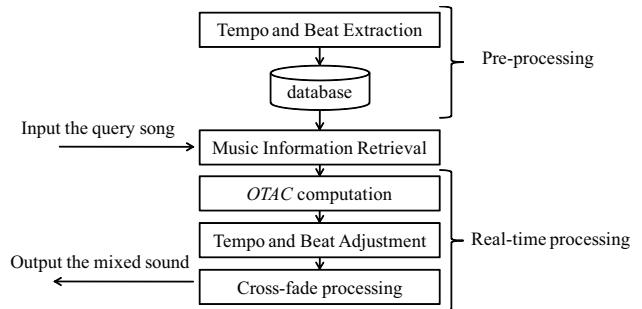 Tempo and Beat Extraction
Pre-processing
database
Input the query song
Music Information Retrieval
OTAC computation
Tempo and Beat Adjustment
Real-time processing
Output the mixed sound
Cross-fade processing